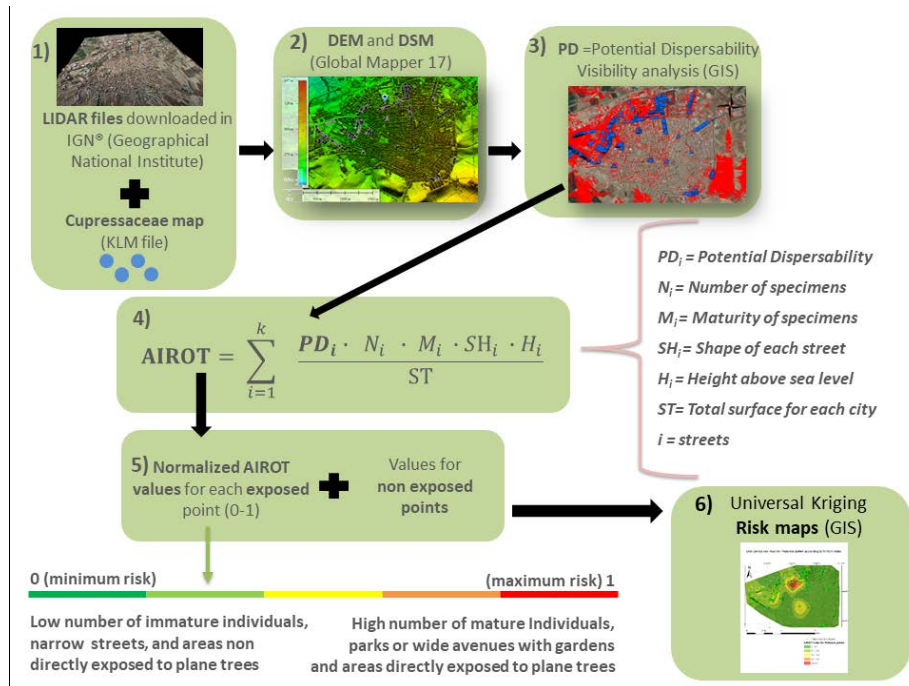 1)
LIDAR files downloaded in
IGN® (Geographical
National Institute)
Cupressaceae map
(KLM file)
2)
DEM and DSM
(Global Mapper 17)
3)
PD =Potential Dispersability
Visibility analysis (GIS)
PDi = Potential Dispersability
Ni = Number of specimens
Mi = Maturity of specimens
SHi = Shape of each street
Hi = Height above sea level
ST= Total surface for each city
i = streets
4)
AIROT = ∑ i=1 k PDi · Ni · Mi · SHi · Hi
ST
5)
Normalized AIROT
values for each exposed
point (0-1)
Values for
non exposed
points
6)
Universal Kriging
Risk maps (GIS)
0 (minimum risk)
(maximum risk) 1
Low number of immature individuals,
narrow streets, and areas non
directly exposed to plane trees
High number of mature Individuals,
parks or wide avenues with gardens
and areas directly exposed to plane trees